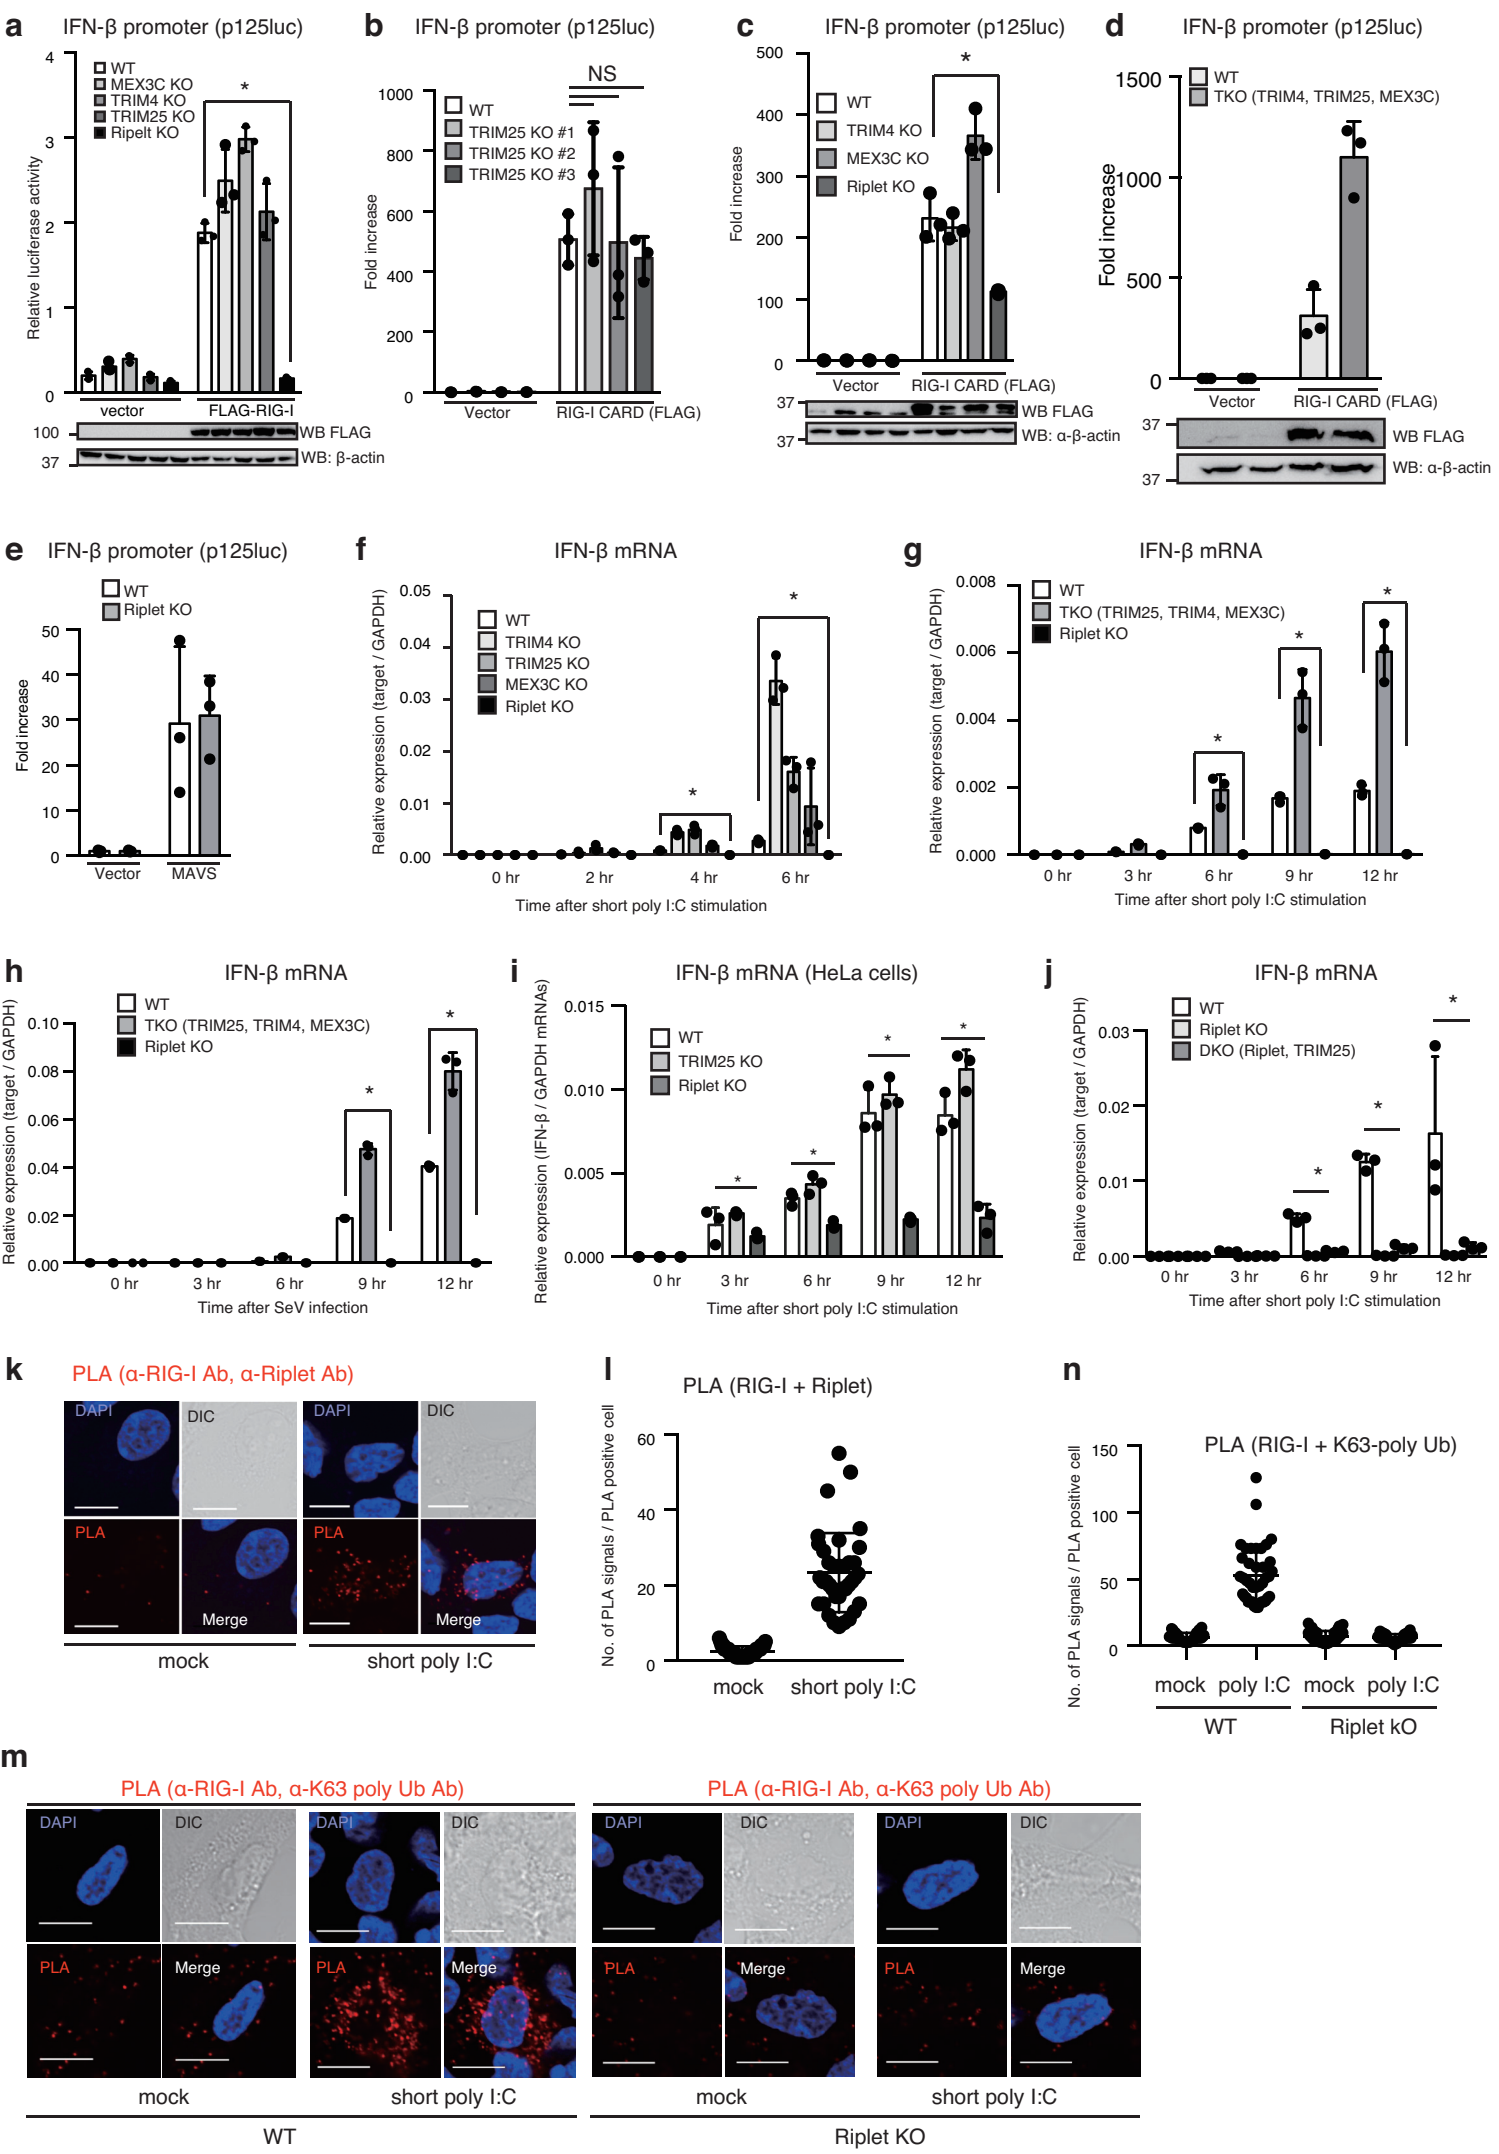 a
IFN-β promoter (p125luc)
WT
MEX3C KO
TRIM4 KO
TRIM25 KO
Ripelt KO
*
Relative luciferase activity
4
3
2
1
0
vector
FLAG-RIG-I
100
WB FLAG
37
WB: β-actin
b
IFN-β promoter (p125luc)
NS
WT
TRIM25 KO #1
TRIM25 KO #2
TRIM25 KO #3
Fold increase
1000
800
600
400
200
0
Vector
RIG-I CARD (FLAG)
c
IFN-β promoter (p125luc)
*
WT
TRIM4 KO
MEX3C KO
Riplet KO
Fold increase
500
400
300
200
100
0
Vector
RIG-I CARD (FLAG)
37
WB FLAG
37
WB: α-β-actin
d
IFN-β promoter (p125luc)
WT
TKO (TRIM4, TRIM25, MEX3C)
Fold increase
1500
1000
500
0
Vector
RIG-I CARD (FLAG)
37
WB FLAG
37
WB: α-β-actin
e
IFN-β promoter (p125luc)
WT
Riplet KO
Fold increase
50
40
30
20
10
0
Vector
MAVS
f
IFN-β mRNA
WT
TRIM4 KO
TRIM25 KO
MEX3C KO
Riplet KO
*
*
Relative expression (target / GAPDH)
0.05
0.04
0.03
0.02
0.01
0.00
0 hr
2 hr
4 hr
6 hr
Time after short poly I:C stimulation
g
IFN-β mRNA
WT
TKO (TRIM25, TRIM4, MEX3C)
Riplet KO
*
*
*
Relative expression (target / GAPDH)
0.008
0.006
0.004
0.002
0.000
0 hr
3 hr
6 hr
9 hr
12 hr
Time after short poly I:C stimulation
h
IFN-β mRNA
WT
TKO (TRIM25, TRIM4, MEX3C)
Riplet KO
*
*
Relative expression (target / GAPDH)
0.10
0.08
0.06
0.04
0.02
0.00
0 hr
3 hr
6 hr
9 hr
12 hr
Time after SeV infection
i
IFN-β mRNA (HeLa cells)
WT
TRIM25 KO
Riplet KO
*
*
*
*
Relative expression (IFN-β / GAPDH mRNAs)
0.015
0.010
0.005
0.000
0 hr
3 hr
6 hr
9 hr
12 hr
Time after short poly I:C stimulation
j
IFN-β mRNA
WT
Riplet KO
DKO (Riplet, TRIM25)
*
*
*
Relative expression (target / GAPDH)
0.03
0.02
0.01
0.00
0 hr
3 hr
6 hr
9 hr
12 hr
Time after short poly I:C stimulation
k
PLA (α-RIG-I Ab, α-Riplet Ab)
DAPI
DIC
DAPI
DIC
PLA
Merge
PLA
Merge
mock
short poly I:C
l
PLA (RIG-I + Riplet)
No. of PLA signals / PLA positive cell
60
40
20
0
mock
short poly I:C
n
PLA (RIG-I + K63-poly Ub)
No. of PLA signals / PLA positive cell
150
100
50
0
mock
poly I:C
mock
poly I:C
WT
Riplet kO
m
PLA (α-RIG-I Ab, α-K63 poly Ub Ab)
PLA (α-RIG-I Ab, α-K63 poly Ub Ab)
DAPI
DIC
DAPI
DIC
DAPI
DIC
DAPI
DIC
PLA
Merge
PLA
Merge
PLA
Merge
PLA
Merge
mock
short poly I:C
mock
short poly I:C
WT
Riplet KO